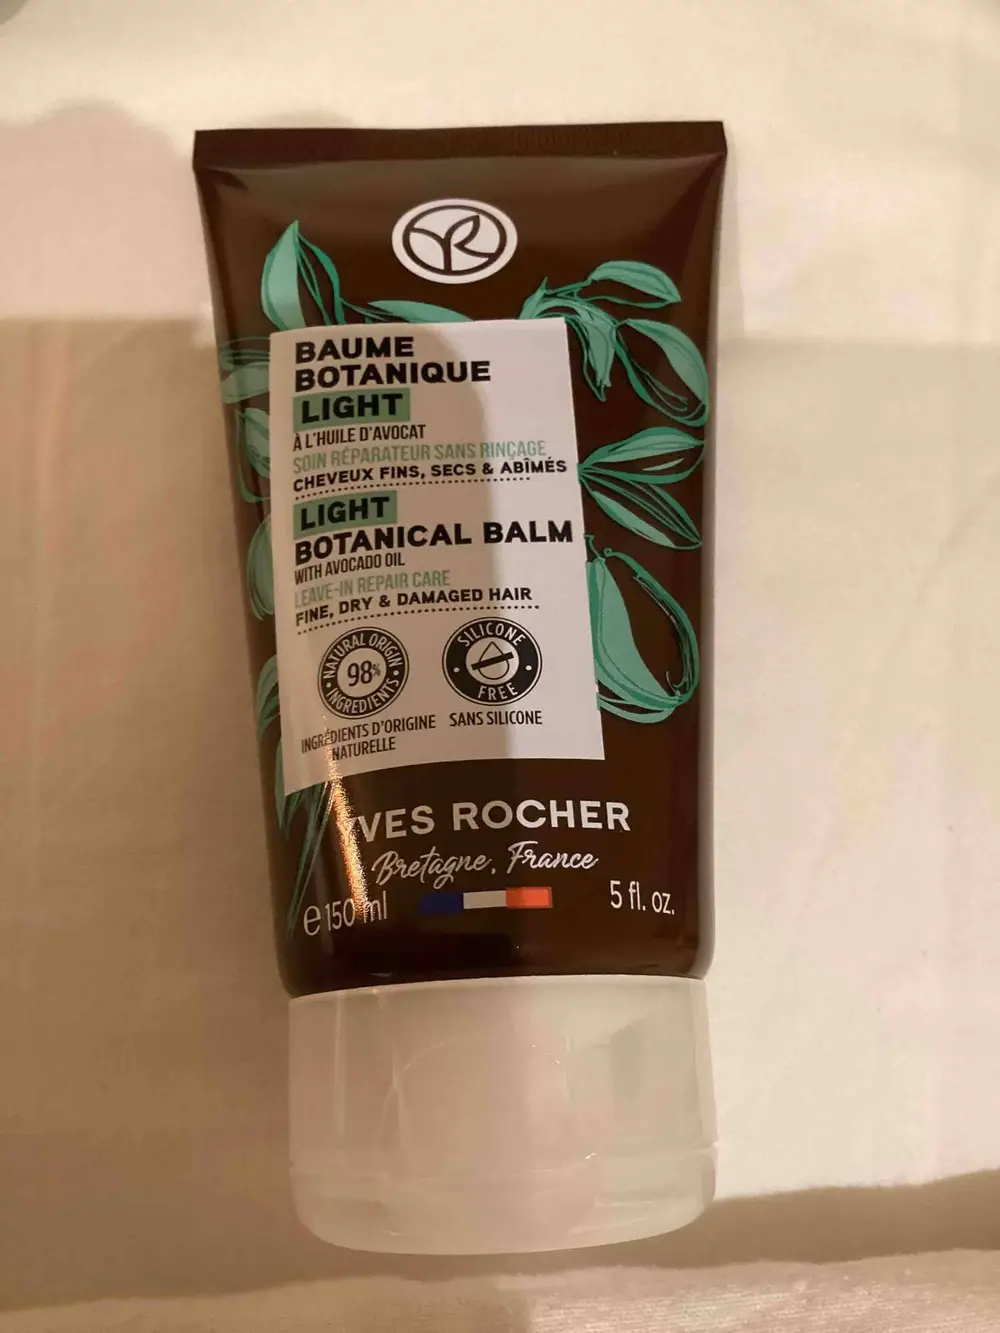 YR
BAUME
BOTANIQUE
LIGHT
À L'HUILE D'AVOCAT
SOIN RÉPARATEUR SANS RINÇAGE
CHEVEUX FINS, SECS & ABÎMÉS
LIGHT
BOTANICAL BALM
WITH AVOCADO OIL
LEAVE-IN REPAIR CARE
FINE, DRY & DAMAGED HAIR
NATURAL ORIGIN
98%
INGREDIENTS
SILICONE
FREE
INGRÉDIENTS D'ORIGINE
NATURELLE
SANS SILICONE
YVES ROCHER
Bretagne, France
e 150 ml
5 fl. oz.